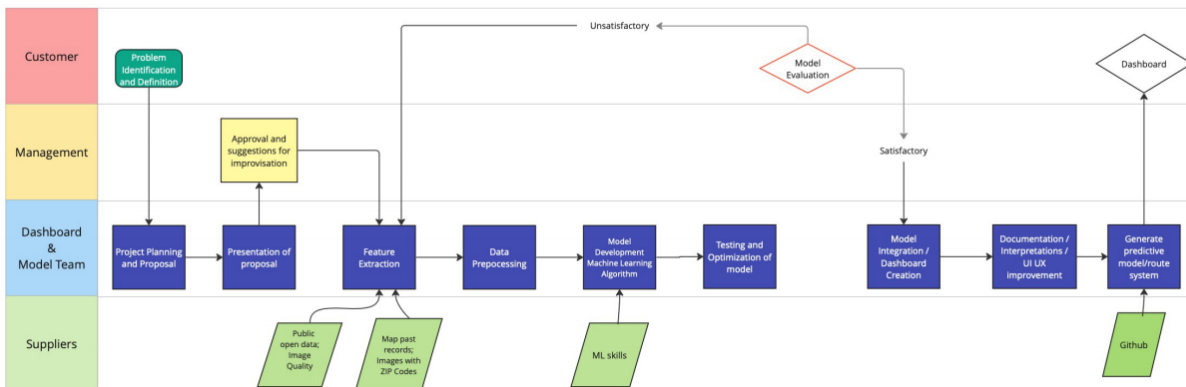 Customer
Problem
Identification
and Definition
Unsatisfactory
Model
Evaluation
Dashboard
Management
Approval and
suggestions for
improvisation
Satisfactory
Dashboard
&
Model Team
Project Planning
and Proposal
Presentation of
proposal
Feature
Extraction
Data
Prepocessing
Model
Development
Machine Learning
Algorithm
Testing and
Optimization of
model
Model
Integration /
Dashboard
Creation
Documentation /
Interpretations /
UI UX
improvement
Generate
predictive
model/route
system
Suppliers
Public
open data;
Image
Quality
Map past
records;
Images with
ZIP Codes
ML skills
Github